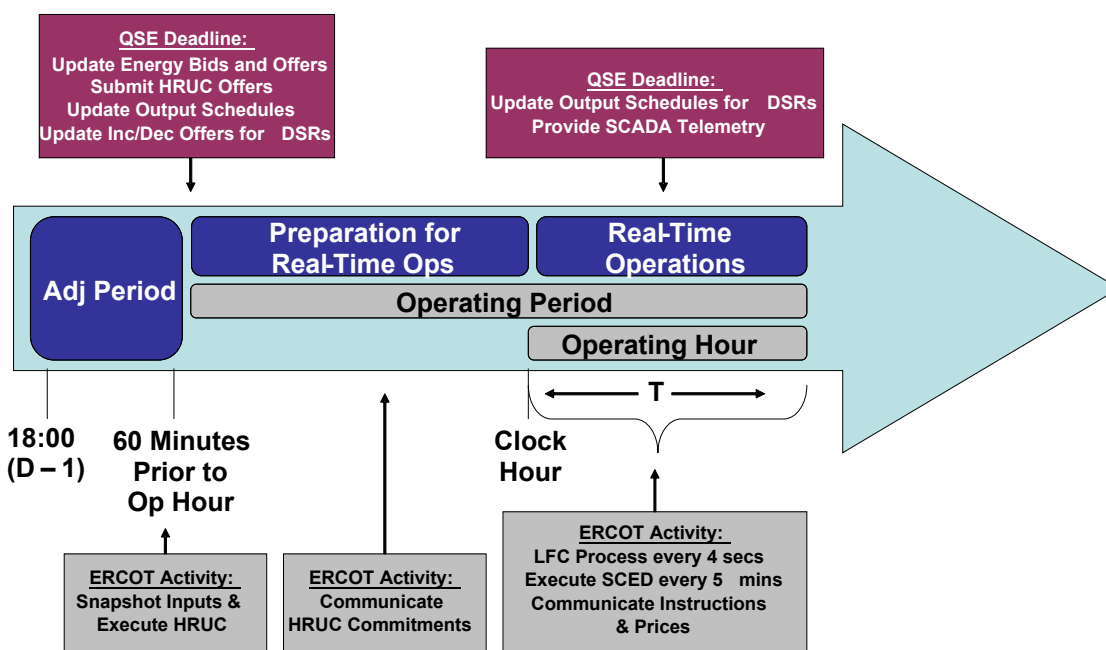 QSE Deadline:
Update Energy Bids and Offers
Submit HRUC Offers
Update Output Schedules
Update Inc/Dec Offers for DSRs
QSE Deadline:
Update Output Schedules for DSRs
Provide SCADA Telemetry
Adj Period
Preparation for
Real-Time Ops
Real-Time
Operations
Operating Period
Operating Hour
T
18:00
(D – 1)
60 Minutes
Prior to
Op Hour
Clock
Hour
ERCOT Activity:
Snapshot Inputs &
Execute HRUC
ERCOT Activity:
Communicate
HRUC Commitments
ERCOT Activity:
LFC Process every 4 secs
Execute SCED every 5 mins
Communicate Instructions
& Prices